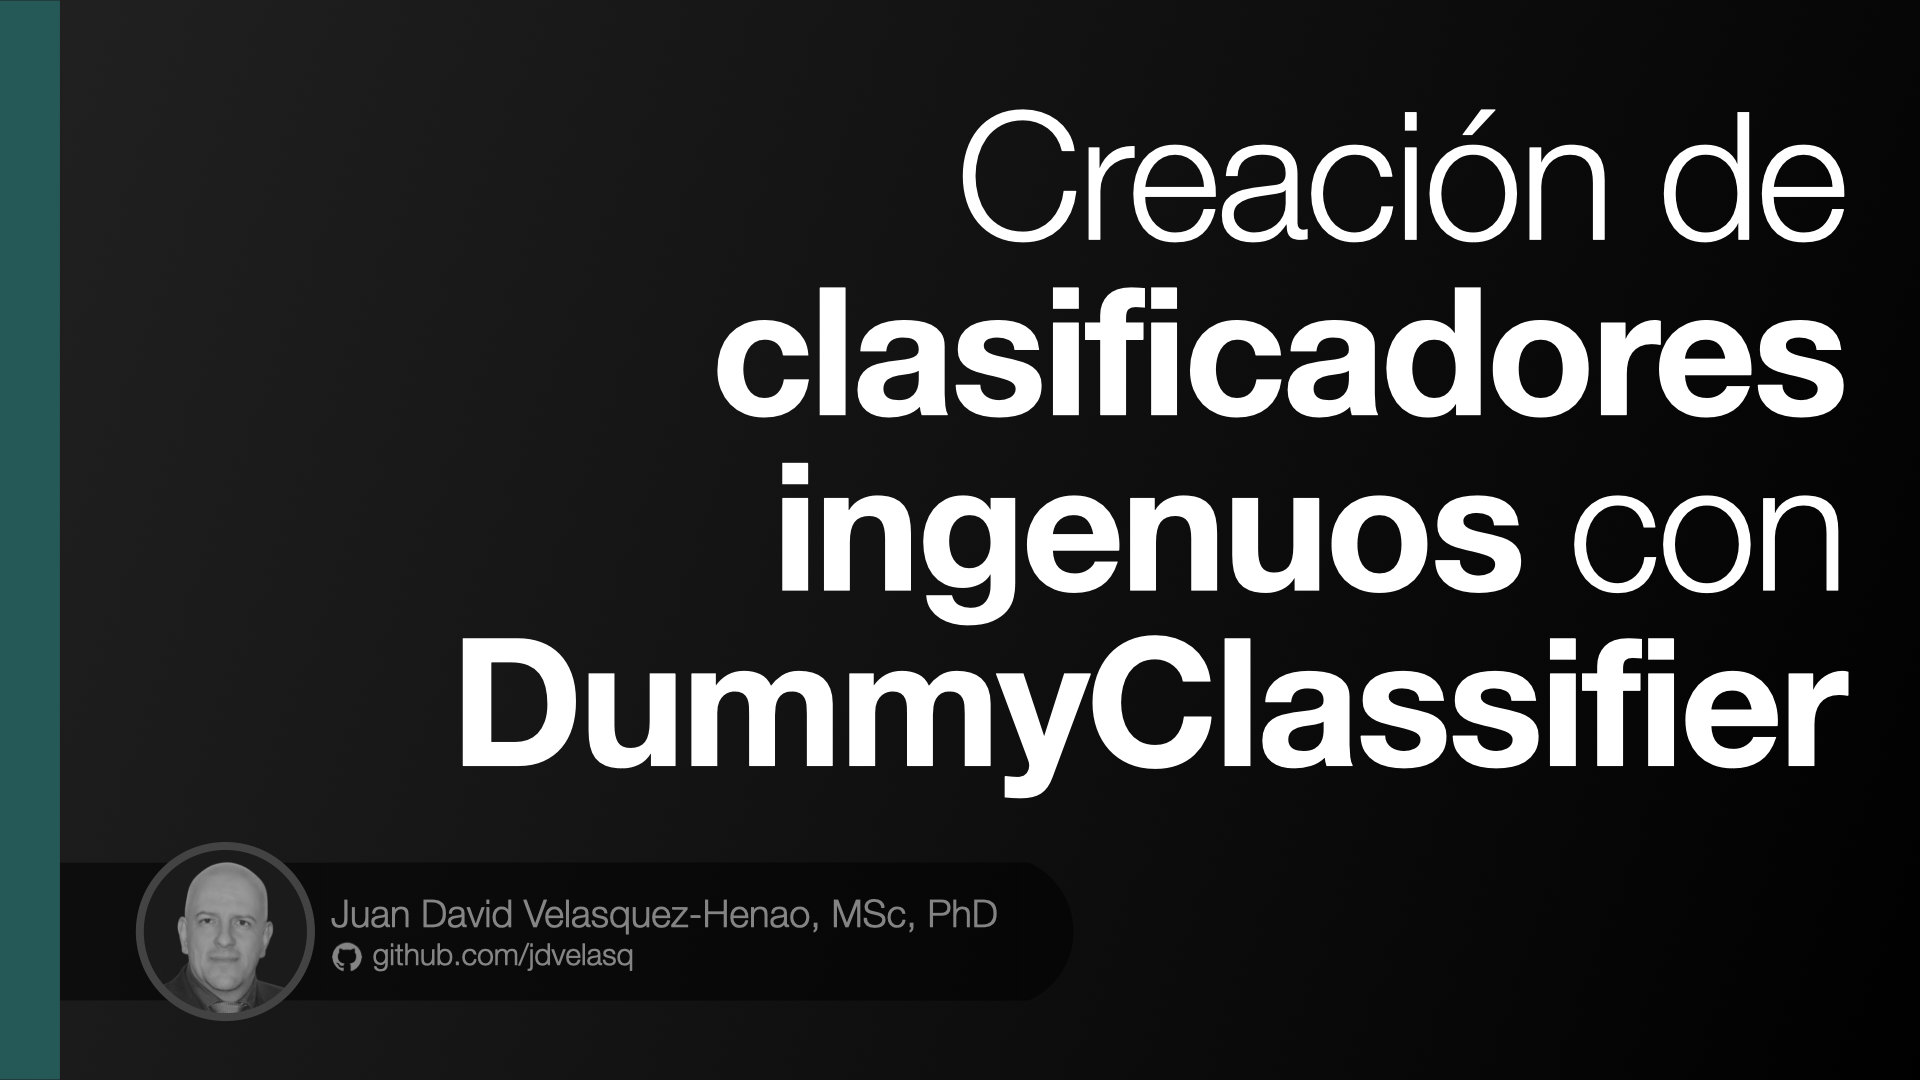 Creación de
clasificadores
ingenuos con
DummyClassifier
Juan David Velasquez-Henao, MSc, PhD
github.com/jdvelasq